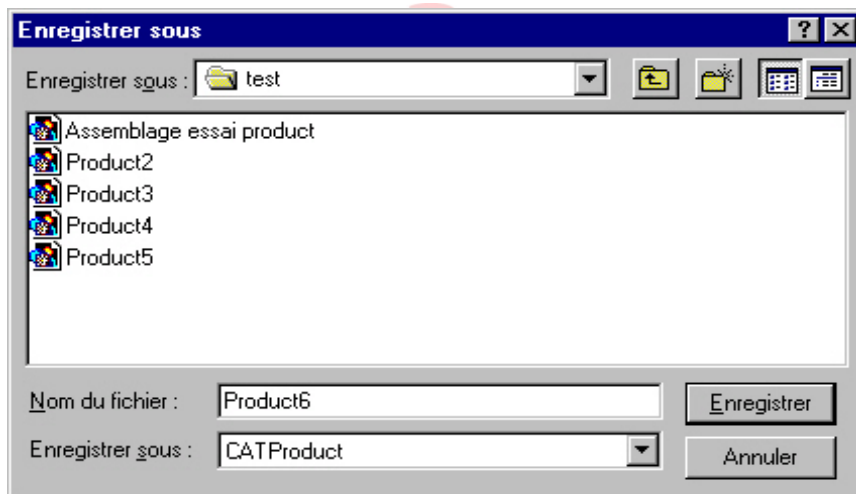 Enregistrer sous
Enregistrer sous : test
Assemblage essai product
Product2
Product3
Product4
Product5
Nom du fichier : Product6 Enregistrer
Enregistrer sous : CATProduct Annuler